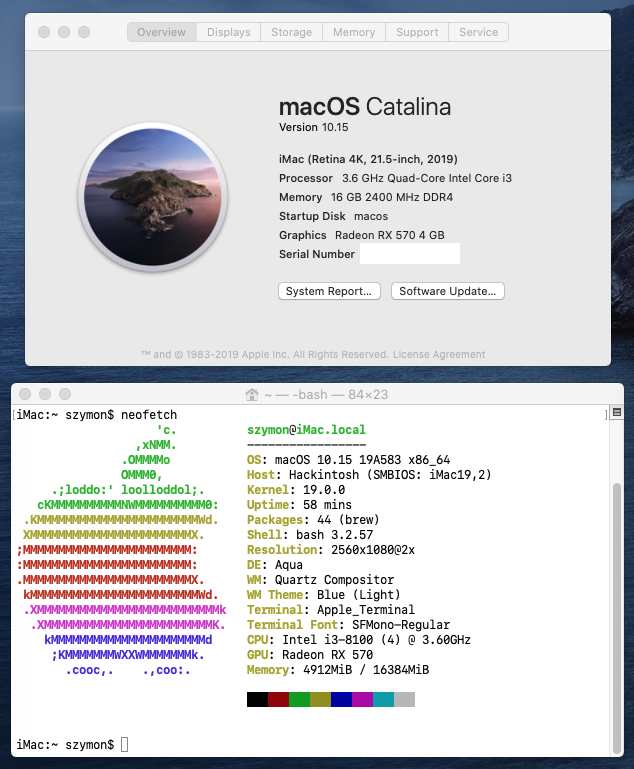 Overview Displays Storage Memory Support Service
macOS Catalina
Version 10.15
iMac (Retina 4K, 21.5-inch, 2019)
Processor 3.6 GHz Quad-Core Intel Core i3
Memory 16 GB 2400 MHz DDR4
Startup Disk macos
Graphics Radeon RX 570 4 GB
Serial Number
System Report... Software Update...
™ and © 1983-2019 Apple Inc. All Rights Reserved. License Agreement
~ — -bash — 84×23
[iMac:~ szymon$ neofetch ]
                    'c.          szymon@iMac.local
                 ,xNMM.          -----------------
               .OMMMMo           OS: macOS 10.15 19A583 x86_64
               OMMM0,            Host: Hackintosh (SMBIOS: iMac19,2)
     .;loddo:' loolloddol;.      Kernel: 19.0.0
   cKMMMMMMMMMMNWMMMMMMMMMM0:    Uptime: 58 mins
 .KMMMMMMMMMMMMMMMMMMMMMMMWd.    Packages: 44 (brew)
 XMMMMMMMMMMMMMMMMMMMMMMMX.      Shell: bash 3.2.57
;MMMMMMMMMMMMMMMMMMMMMMMM:       Resolution: 2560x1080@2x
:MMMMMMMMMMMMMMMMMMMMMMMM:       DE: Aqua
.MMMMMMMMMMMMMMMMMMMMMMMMX.      WM: Quartz Compositor
 kMMMMMMMMMMMMMMMMMMMMMMMMWd.    WM Theme: Blue (Light)
 .XMMMMMMMMMMMMMMMMMMMMMMMMMMk   Terminal: Apple_Terminal
  .XMMMMMMMMMMMMMMMMMMMMMMMMK.   Terminal Font: SFMono-Regular
    kMMMMMMMMMMMMMMMMMMMMMMd     CPU: Intel i3-8100 (4) @ 3.60GHz
     ;KMMMMMMMWXXWMMMMMMMk.      GPU: Radeon RX 570
       .cooc,.    .,coo:.        Memory: 4912MiB / 16384MiB
iMac:~ szymon$